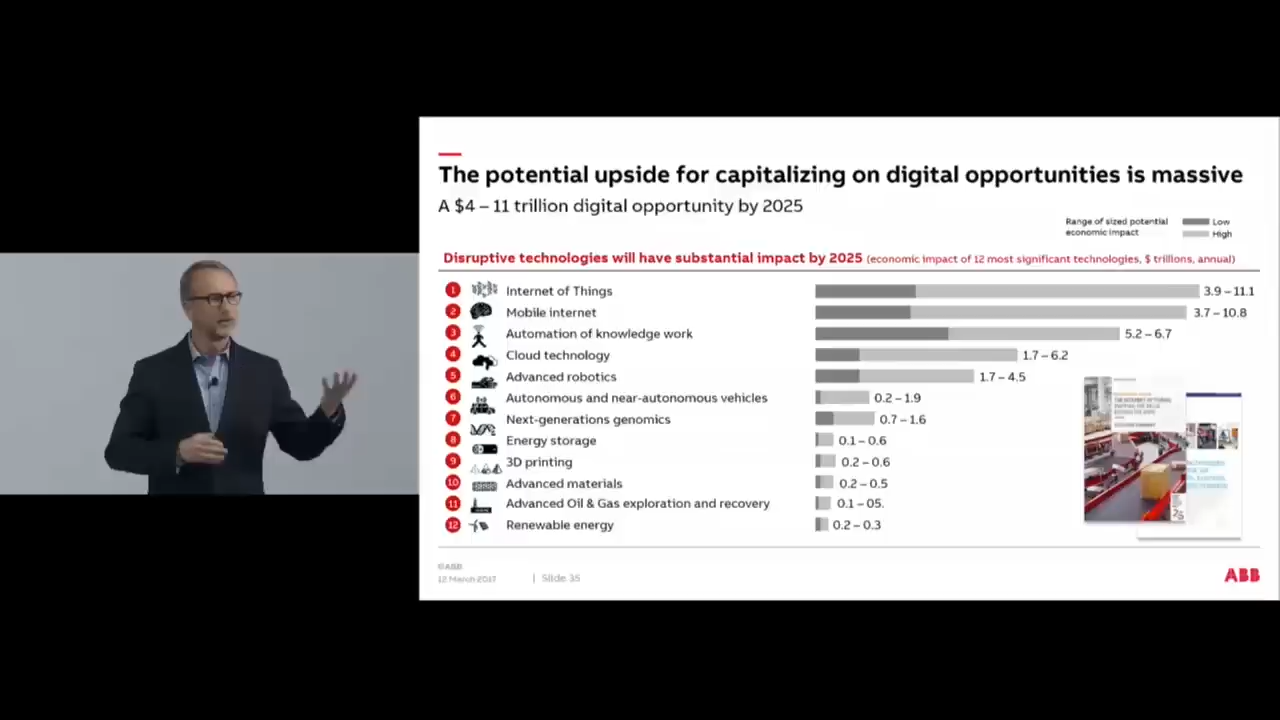 The potential upside for capitalizing on digital opportunities is massive
A $4 – 11 trillion digital opportunity by 2025
Range of sized potential
economic impact
Low
High
Disruptive technologies will have substantial impact by 2025 (economic impact of 12 most significant technologies, $ trillions, annual)
1 Internet of Things 3.9 – 11.1
2 Mobile internet 3.7 – 10.8
3 Automation of knowledge work 5.2 – 6.7
4 Cloud technology 1.7 – 6.2
5 Advanced robotics 1.7 – 4.5
6 Autonomous and near-autonomous vehicles 0.2 – 1.9
7 Next-generations genomics 0.7 – 1.6
8 Energy storage 0.1 – 0.6
9 3D printing 0.2 – 0.6
10 Advanced materials 0.2 – 0.5
11 Advanced Oil & Gas exploration and recovery 0.1 – 05.
12 Renewable energy 0.2 – 0.3
©ABB
12 March 2017 | Slide 35
ABB